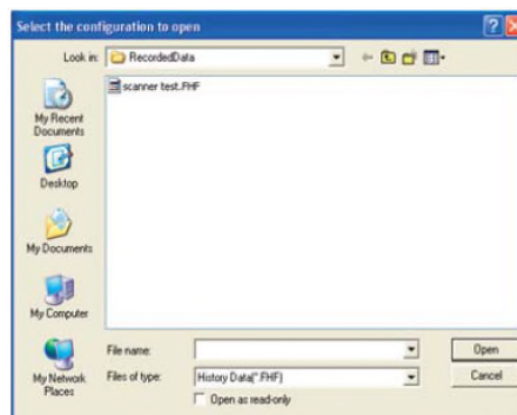 Select the configuration to open
Look in: RecordedData
scanner test.FHF
My Recent
Documents
Desktop
My Documents
My Computer
My Network
Places
File name:
Open
Files of type: History Data(*.FHF)
Cancel
Open as read-only